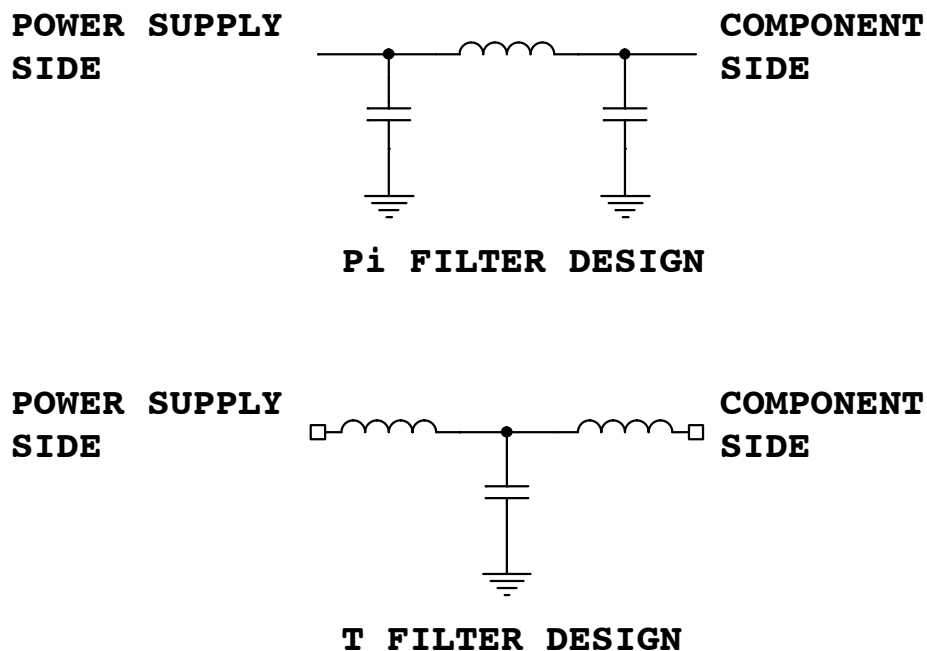 POWER SUPPLY
SIDE
COMPONENT
SIDE
Pi FILTER DESIGN
POWER SUPPLY
SIDE
COMPONENT
SIDE
T FILTER DESIGN